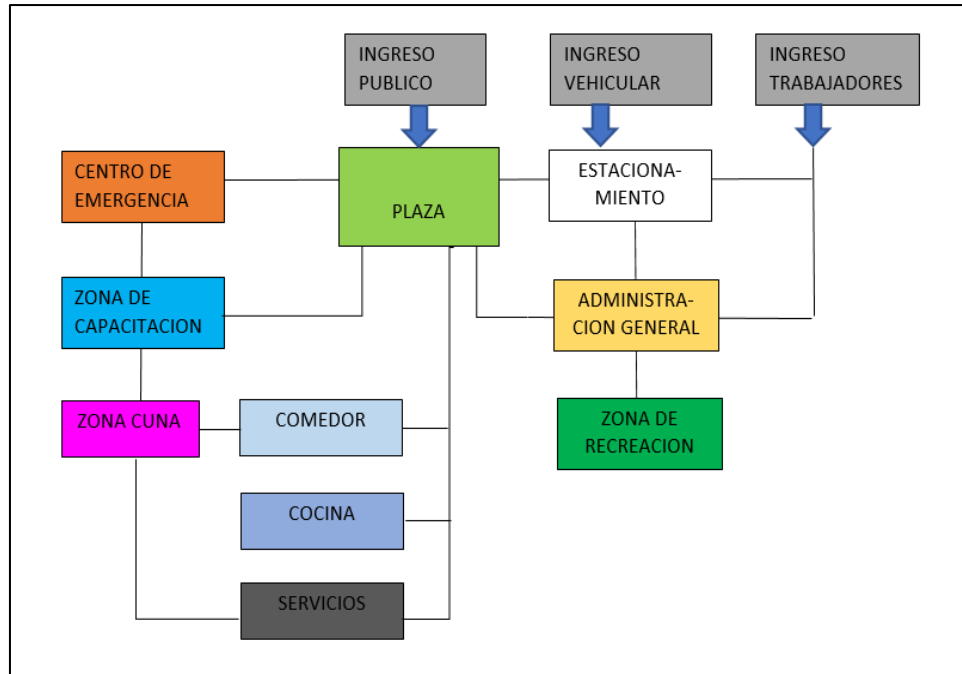 INGRESO
PUBLICO
INGRESO
VEHICULAR
INGRESO
TRABAJADORES
CENTRO DE
EMERGENCIA
PLAZA
ESTACIONA-
MIENTO
ZONA DE
CAPACITACION
ADMINISTRA-
CION GENERAL
ZONA CUNA
COMEDOR
ZONA DE
RECREACION
COCINA
SERVICIOS